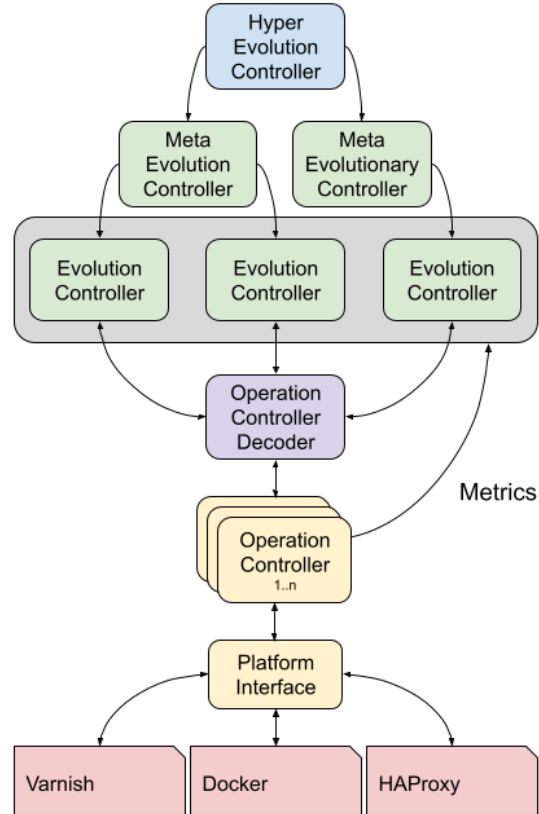 Hyper
Evolution
Controller
Meta
Evolution
Controller
Meta
Evolutionary
Controller
Evolution
Controller
Evolution
Controller
Evolution
Controller
Operation
Controller
Decoder
Metrics
Operation
Controller
1..n
Platform
Interface
Varnish
Docker
HAProxy